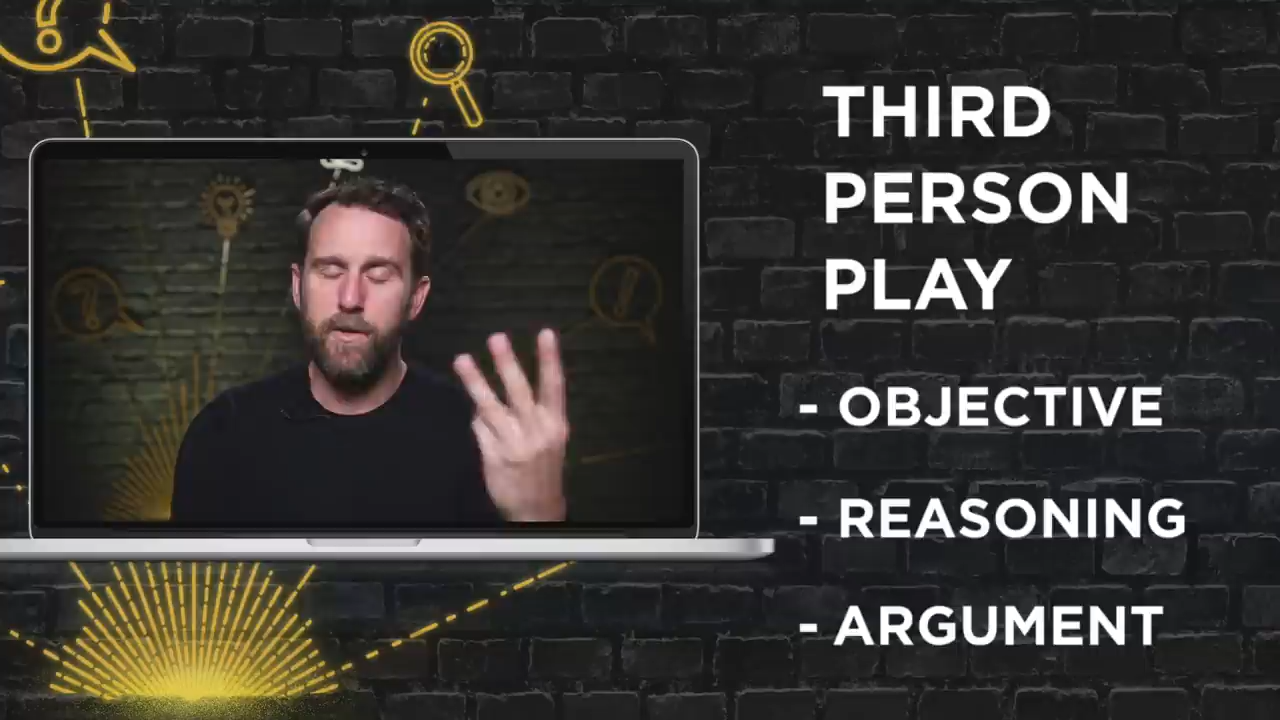 THIRD
PERSON
PLAY
- OBJECTIVE
- REASONING
- ARGUMENT